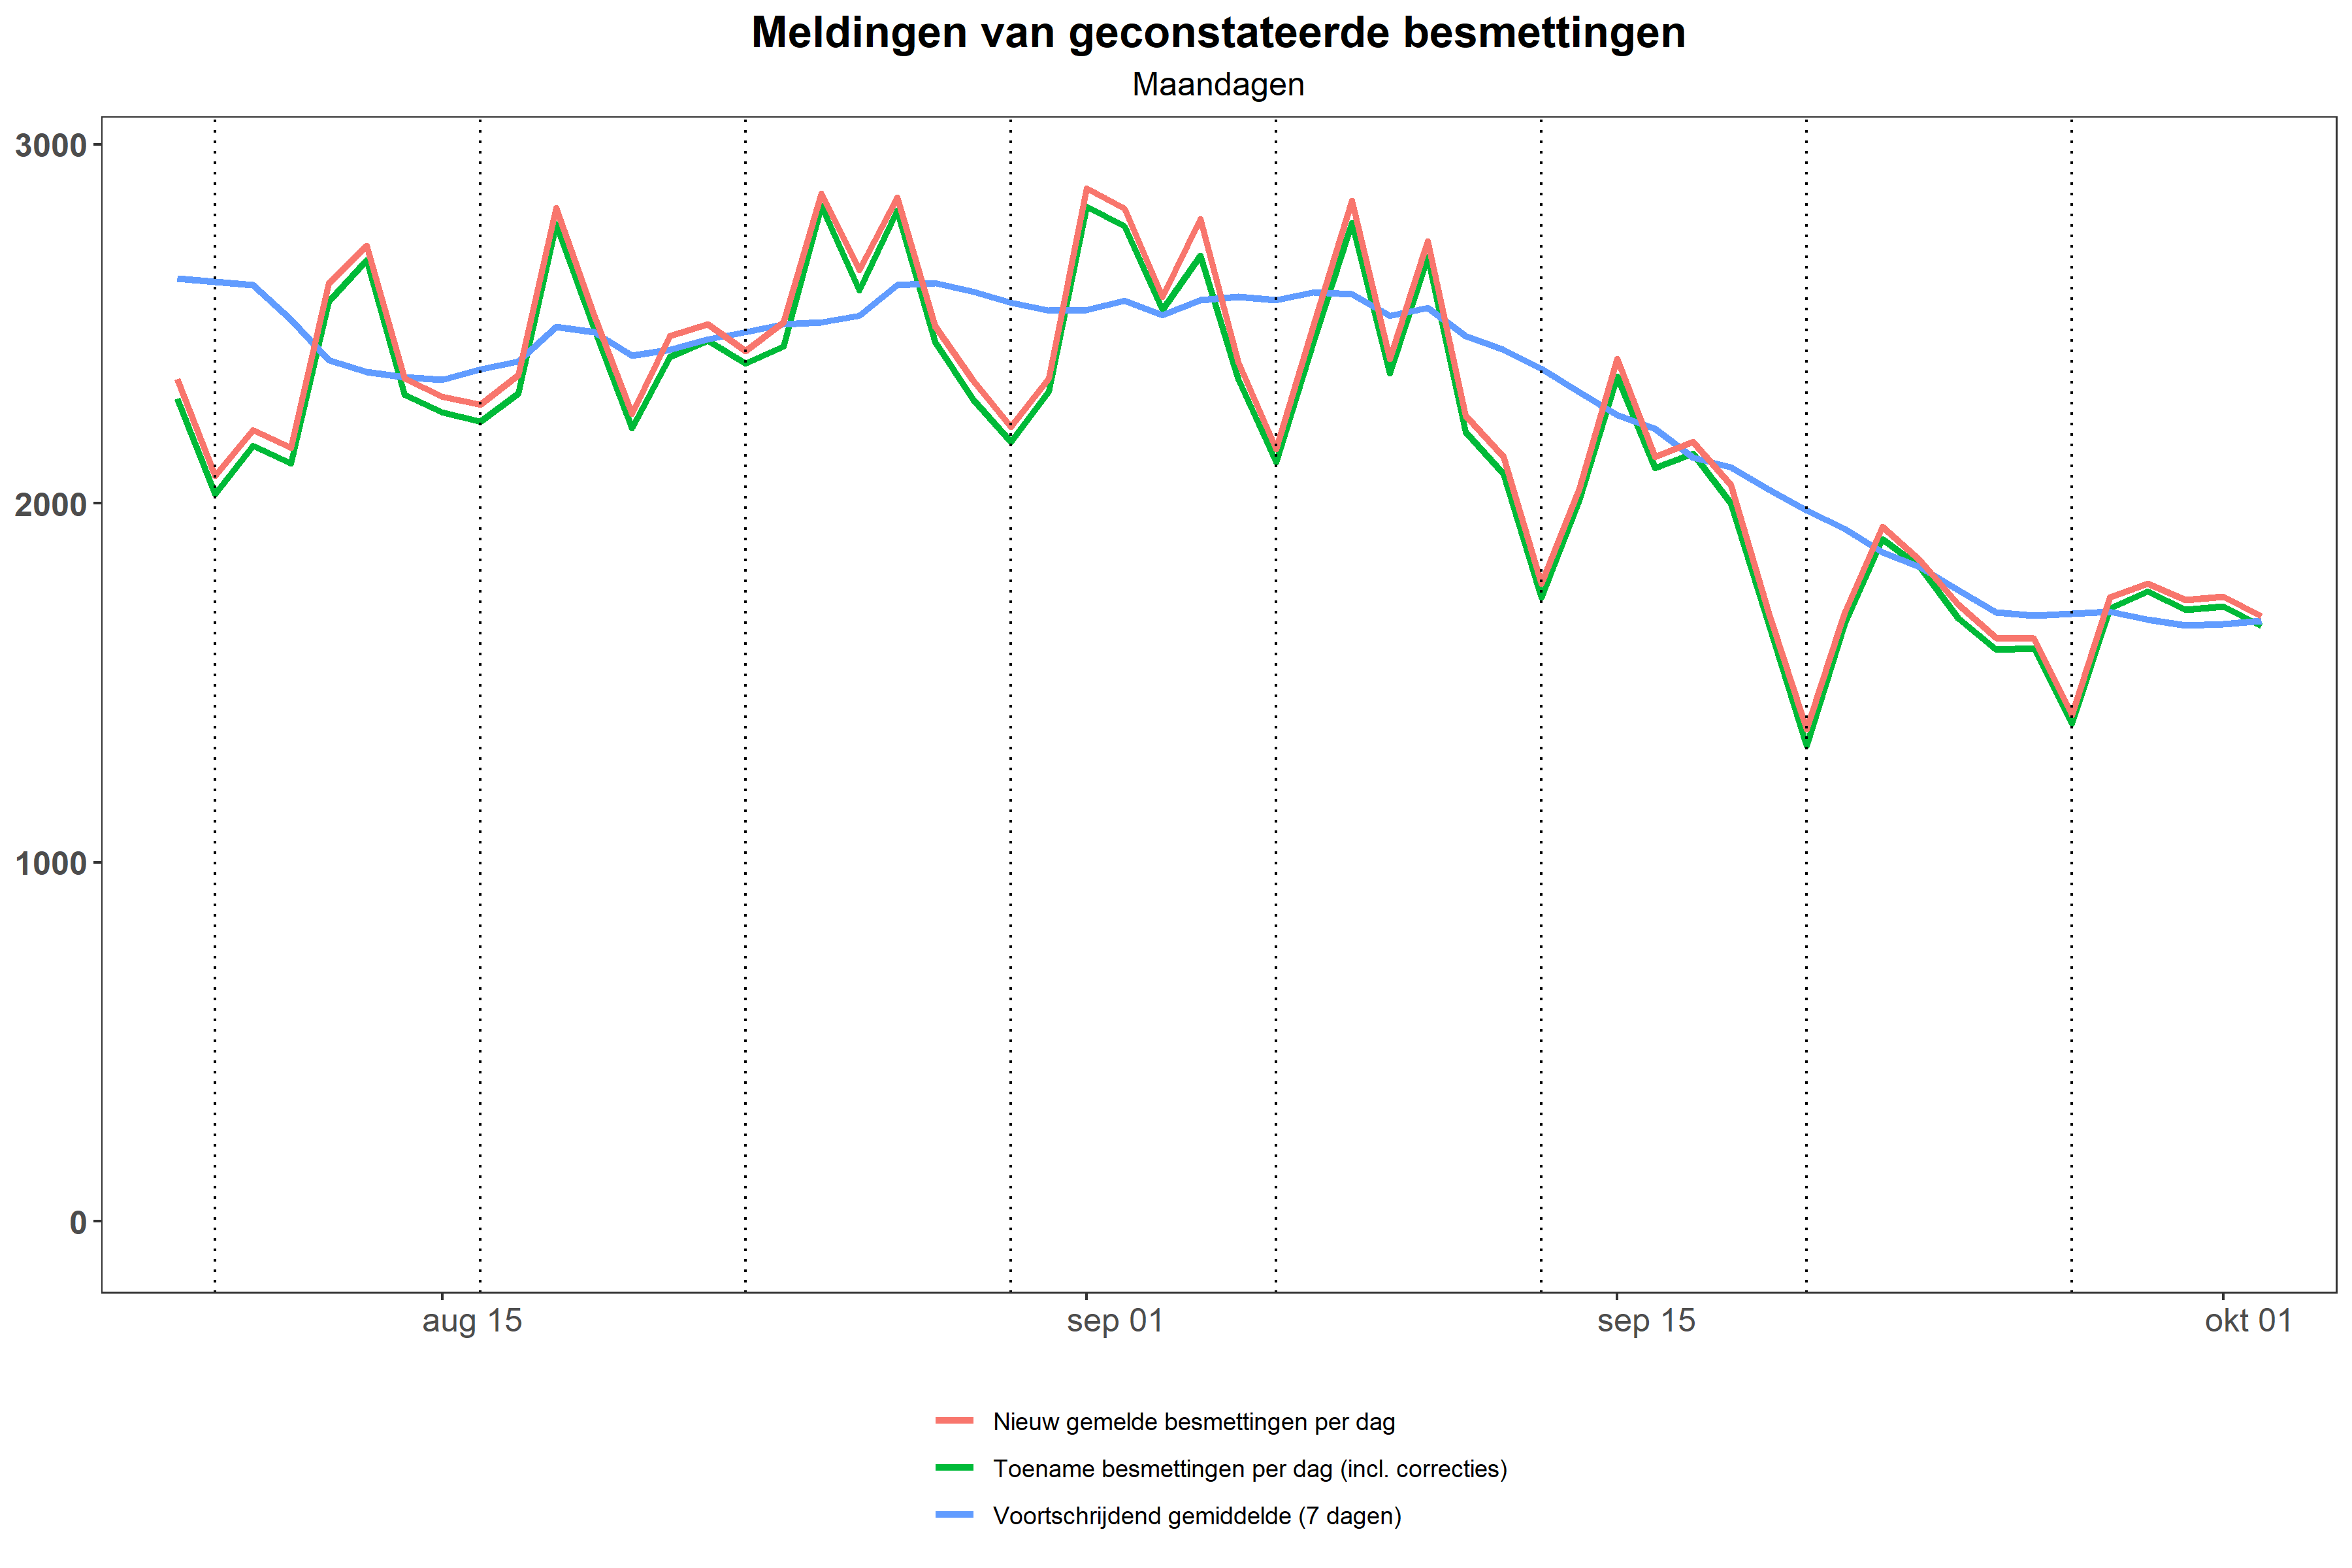 Meldingen van geconstateerde besmettingen
Maandagen
3000
2000
1000
0
aug 15
sep 01
sep 15
okt 01
Nieuw gemelde besmettingen per dag
Toename besmettingen per dag (incl. correcties)
Voortschrijdend gemiddelde (7 dagen)